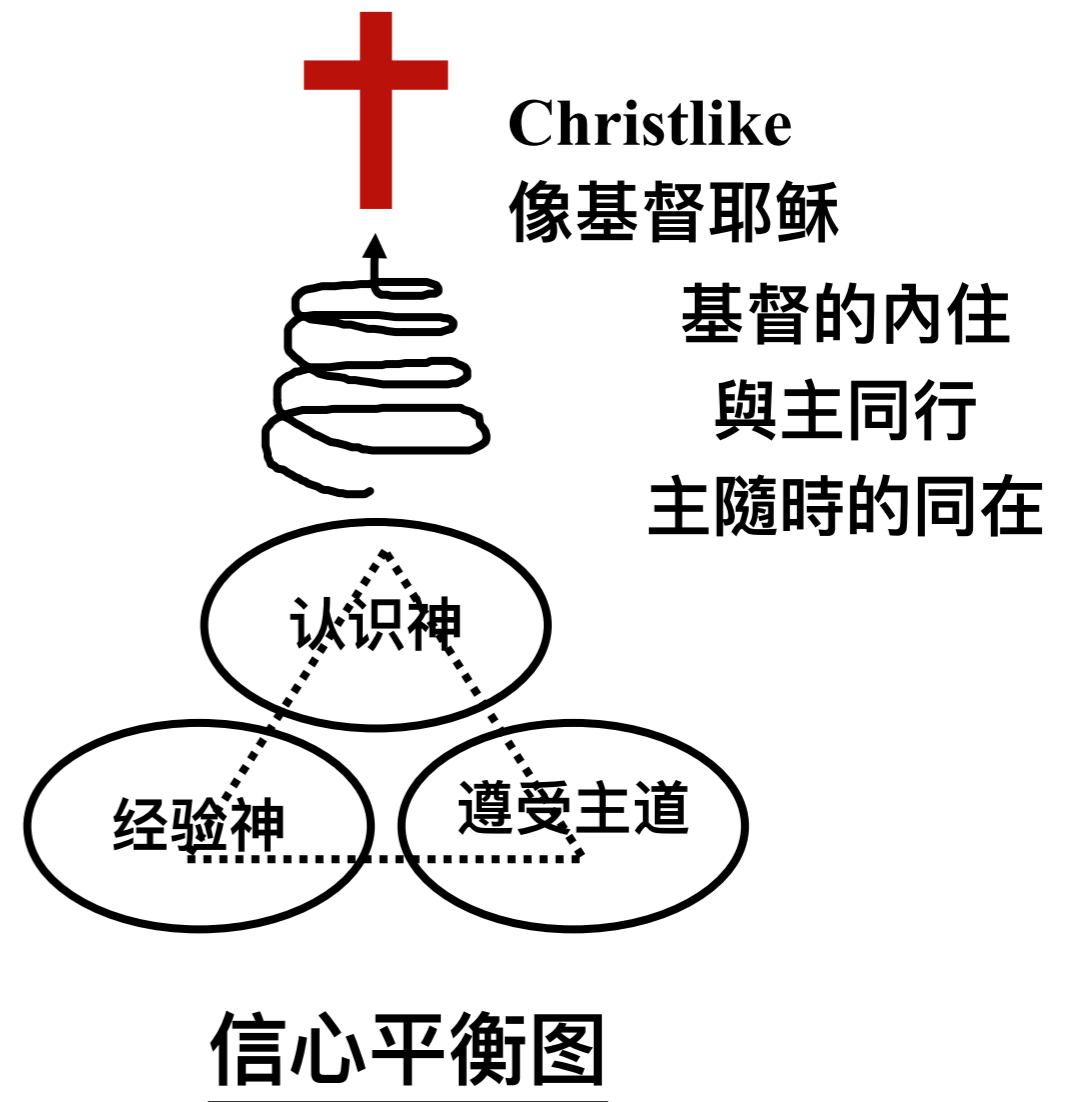 Christlike
像基督耶稣
基督的內住
與主同行
主隨時的同在
认识神
经验神
遵受主道
信心平衡图